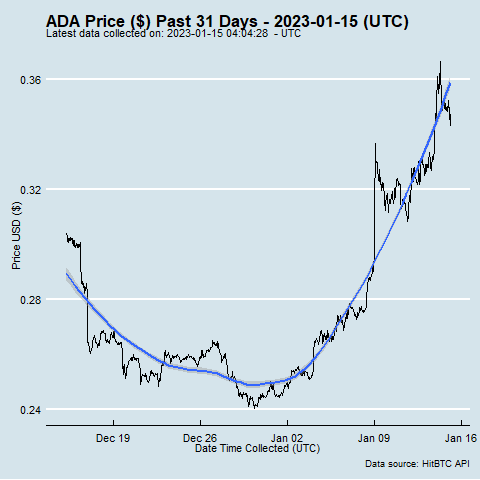 ADA Price ($) Past 31 Days - 2023-01-15 (UTC)
Latest data collected on: 2023-01-15 04:04:28 - UTC
0.36
0.32
0.28
0.24
Price USD ($)
Dec 19 Dec 26 Jan 02 Jan 09 Jan 16
Date Time Collected (UTC)
Data source: HitBTC API